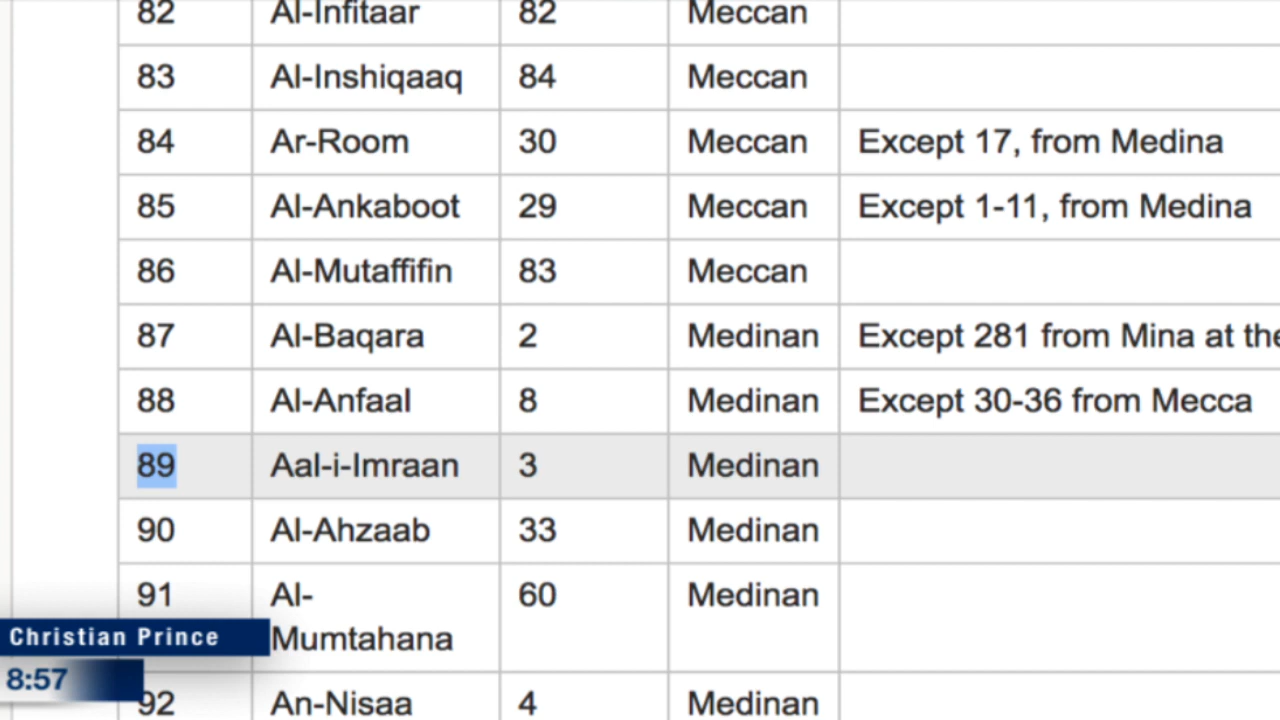 82 Al-Infitaar 82 Meccan
83 Al-Inshiqaaq 84 Meccan
84 Ar-Room 30 Meccan Except 17, from Medina
85 Al-Ankaboot 29 Meccan Except 1-11, from Medina
86 Al-Mutaffifin 83 Meccan
87 Al-Baqara 2 Medinan Except 281 from Mina at the
88 Al-Anfaal 8 Medinan Except 30-36 from Mecca
89 Aal-i-Imraan 3 Medinan
90 Al-Ahzaab 33 Medinan
91 Al- 60 Medinan
Mumtahana
Christian Prince
8:57
92 An-Nisaa 4 Medinan